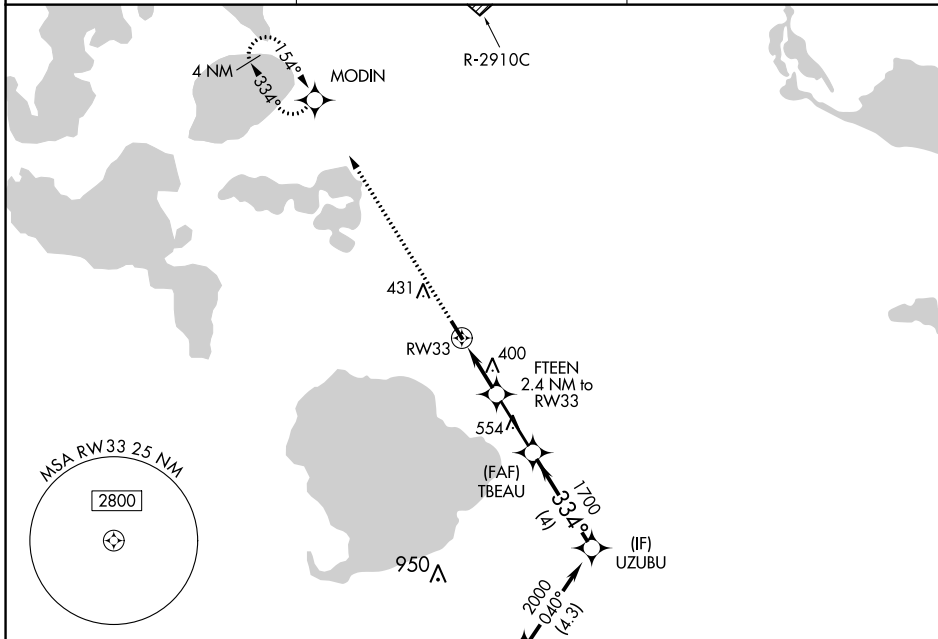 R-2910C
154°
4 NM
MODIN
334°
431
RW33
400
FTEEN
2.4 NM to
RW33
554
MSA RW33 25 NM
(FAF)
TBEAU
2800
1700
334°
(4)
(IF)
UZUBU
950
2000
040°
(4.3)